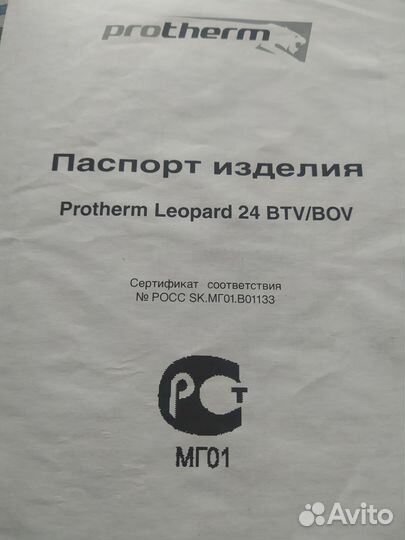 protherm
Паспорт изделия
Protherm Leopard 24 BTV/BOV
Сертификат соответствия
№ РОСС SK.МГ01.В01133
РСТ
МГ01
Avito